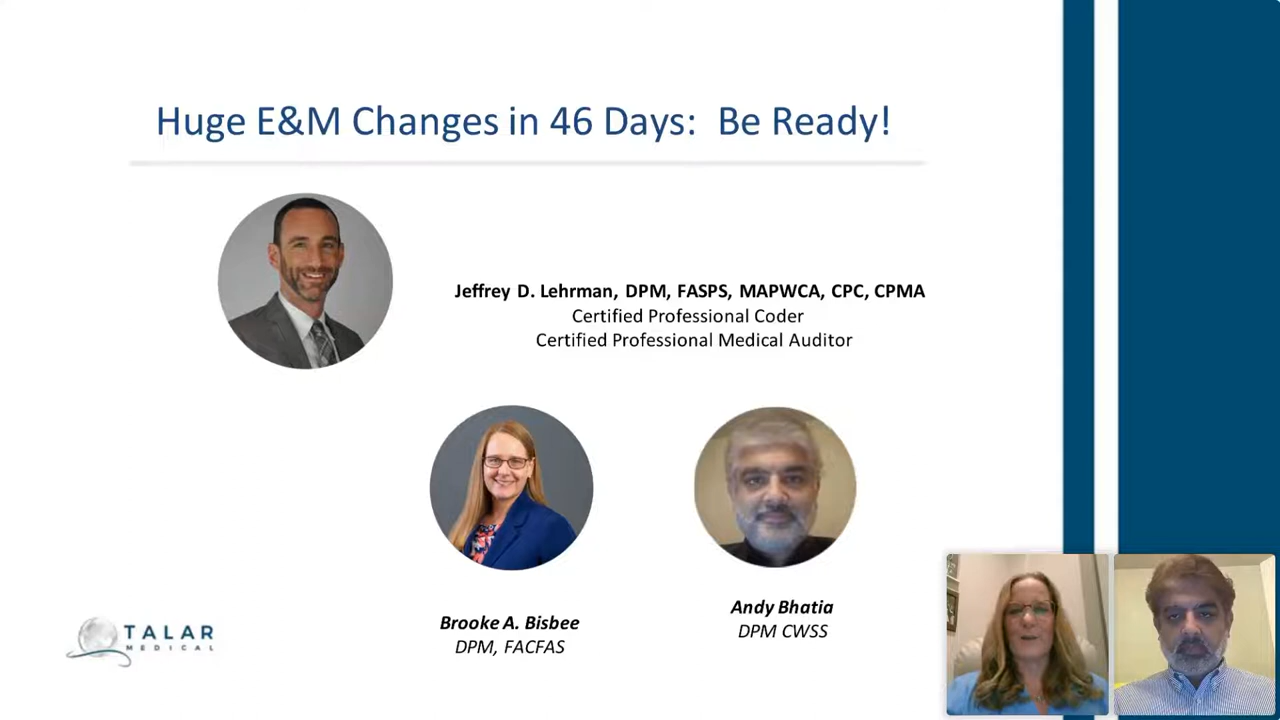 Huge E&M Changes in 46 Days:  Be Ready!
Jeffrey D. Lehrman, DPM, FASPS, MAPWCA, CPC, CPMA
Certified Professional Coder
Certified Professional Medical Auditor
Brooke A. Bisbee
DPM, FACFAS
Andy Bhatia
DPM CWSS
TALAR
MEDICAL